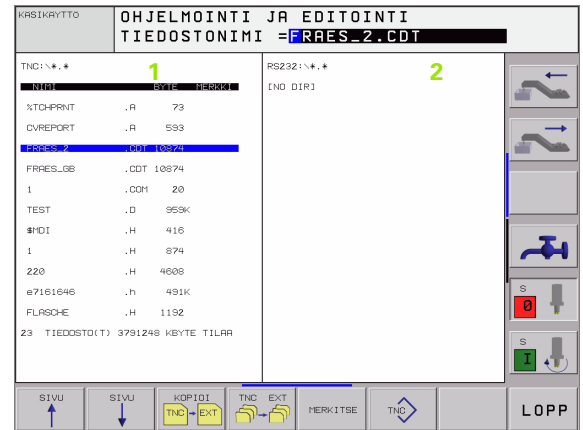 KASIKAYTTO
OHJELMOINTI JA EDITOINTI
TIEDOSTONIMI =FRAES_2.CDT
TNC:\*.*
1
NIMI BYTE MERKKI
%TCHPRNT .A 73
CVREPORT .A 593
FRAES_2 .CDT 10874
FRAES_GB .CDT 10874
1 .COM 20
TEST .D 959K
$MDI .H 416
1 .H 874
220 .H 4608
e7161646 .h 491K
FLASCHE .H 1192
23 TIEDOSTO(T) 3791248 KBYTE TILAA
RS232:\*.*
2
[NO DIR]
S
0
S
I
SIVU
SIVU
KOPIOI
TNC EXT
TNC EXT
MERKITSE
TNC
LOPP